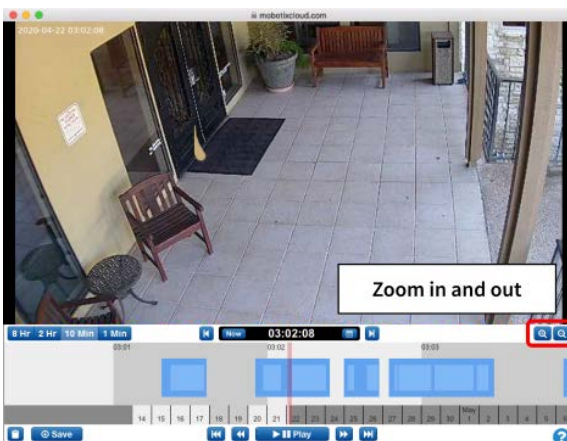 mobotixcloud.com
2020-04-22 03:02:08
Zoom in and out
8 Hr 2 Hr 10 Min 1 Min Now 03:02:08
03:01 03:02 03:03
May
14 15 16 17 18 19 20 21 22 23 24 25 26 27 28 29 30 1 2 3 4 5 6
Save Play ?